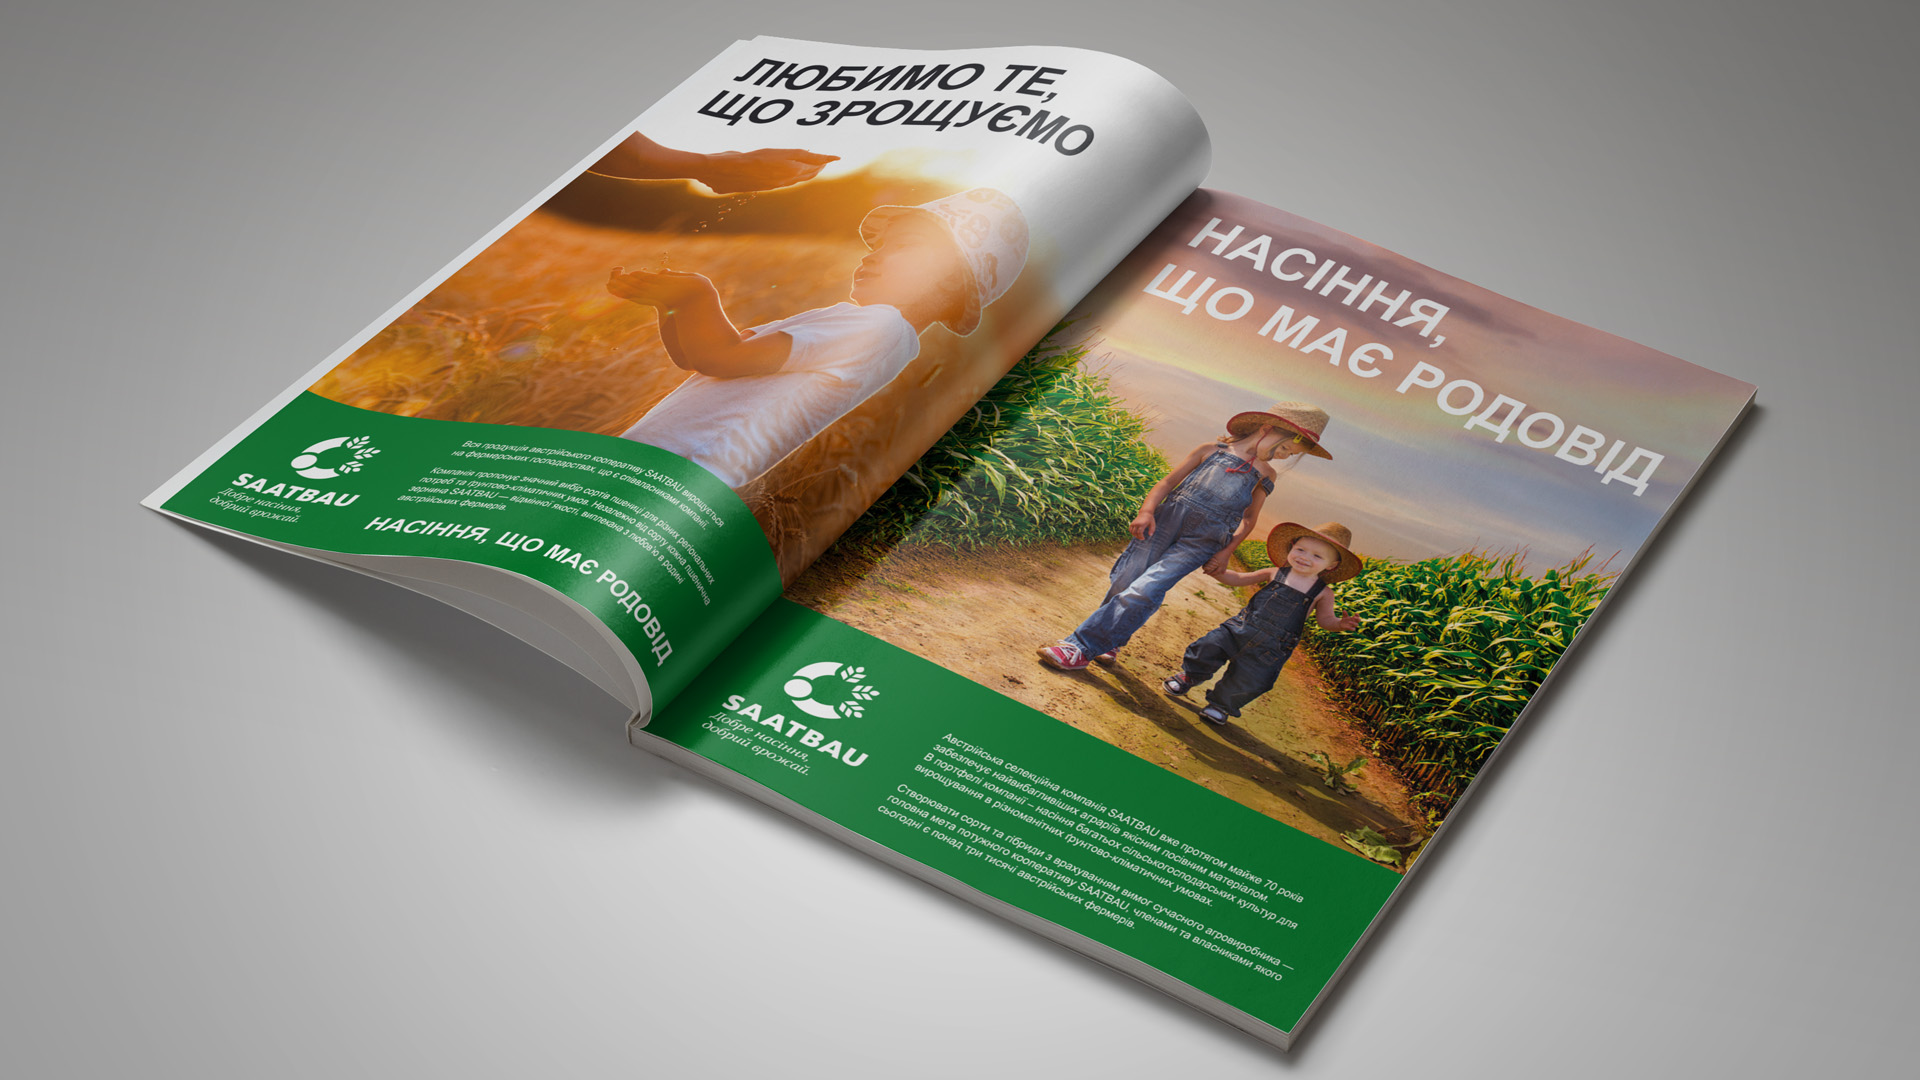 ЛЮБИМО ТЕ,
ЩО ЗРОЩУЄМО
SAATBAU
Добре насіння,
добрий врожай.
Вся продукція австрійського кооперативу SAATBAU вирощується
на фермерських господарствах, що є співвласниками компанії.
Компанія пропонує значний вибір сортів пшениці для різних регіональних
потреб та ґрунтово-кліматичних умов. Незалежно від сорту кожна пшенична
зернина SAATBAU — відмінної якості, виплекана з любов'ю в родині
австрійських фермерів.
НАСІННЯ, ЩО МАЄ РОДОВІД
НАСІННЯ,
ЩО МАЄ РОДОВІД
SAATBAU
Добре насіння,
добрий врожай.
Австрійська селекційна компанія SAATBAU вже протягом майже 70 років
забезпечує найвибагливіших аграріїв якісним посівним матеріалом.
В портфелі компанії – насіння багатьох сільськогосподарських культур для
вирощування в різноманітних ґрунтово-кліматичних умовах.
Створювати сорти та гібриди з врахуванням вимог сучасного агровиробника —
головна мета потужного кооперативу SAATBAU, членами та власниками якого
сьогодні є понад три тисячі австрійських фермерів.